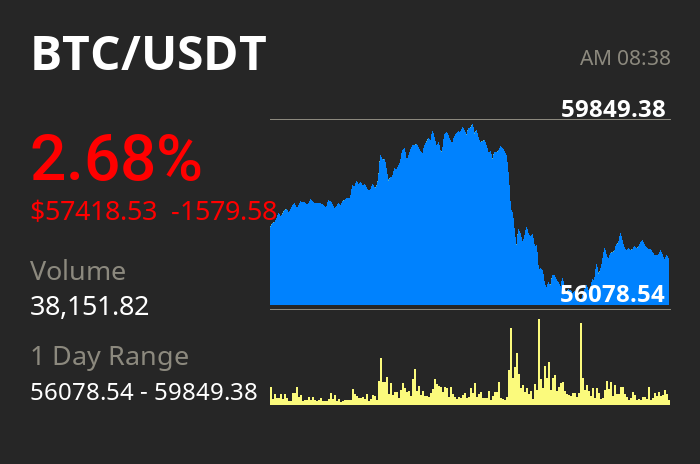 BTC/USDT
AM 08:38
59849.38
2.68%
$57418.53 -1579.58
Volume
38,151.82
56078.54
1 Day Range
56078.54 - 59849.38